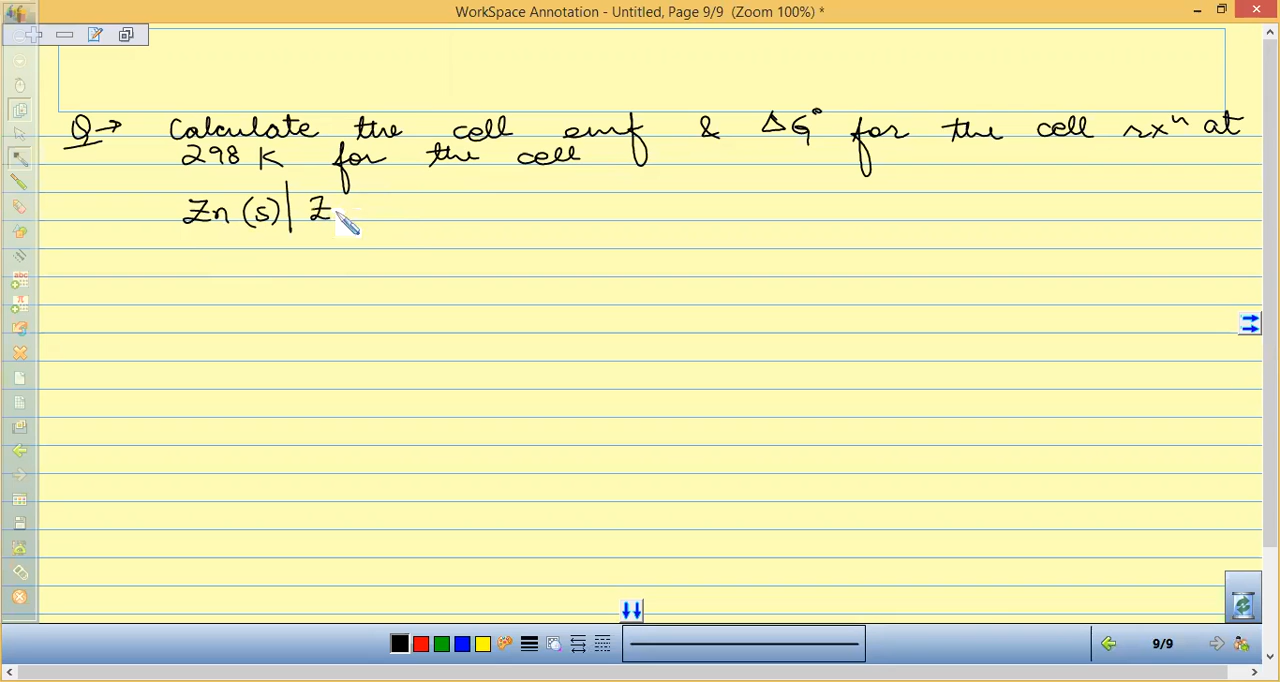 WorkSpace Annotation - Untitled, Page 9/9 (Zoom 100%) *
Q→ Calculate the cell emf & ΔG° for the cell rxⁿ at
298 K for the cell
Zn (s)| Z
9/9